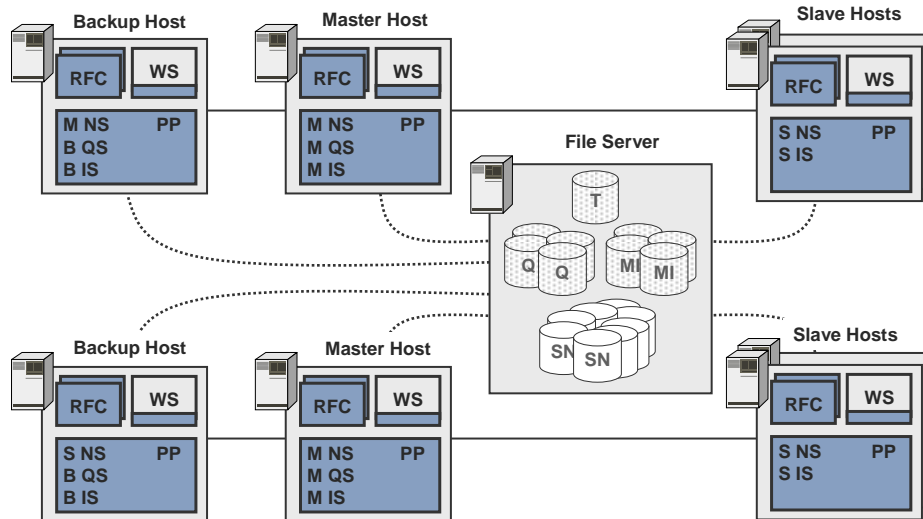 Backup Host
Master Host
Slave Hosts
RFC
WS
RFC
WS
RFC
WS
M NS PP
B QS
B IS
M NS PP
M QS
M IS
S NS PP
S IS
File Server
T
Q
Q
MI
MI
SN
SN
Backup Host
Master Host
Slave Hosts
RFC
WS
RFC
WS
RFC
WS
S NS PP
B QS
B IS
M NS PP
M QS
M IS
S NS PP
S IS